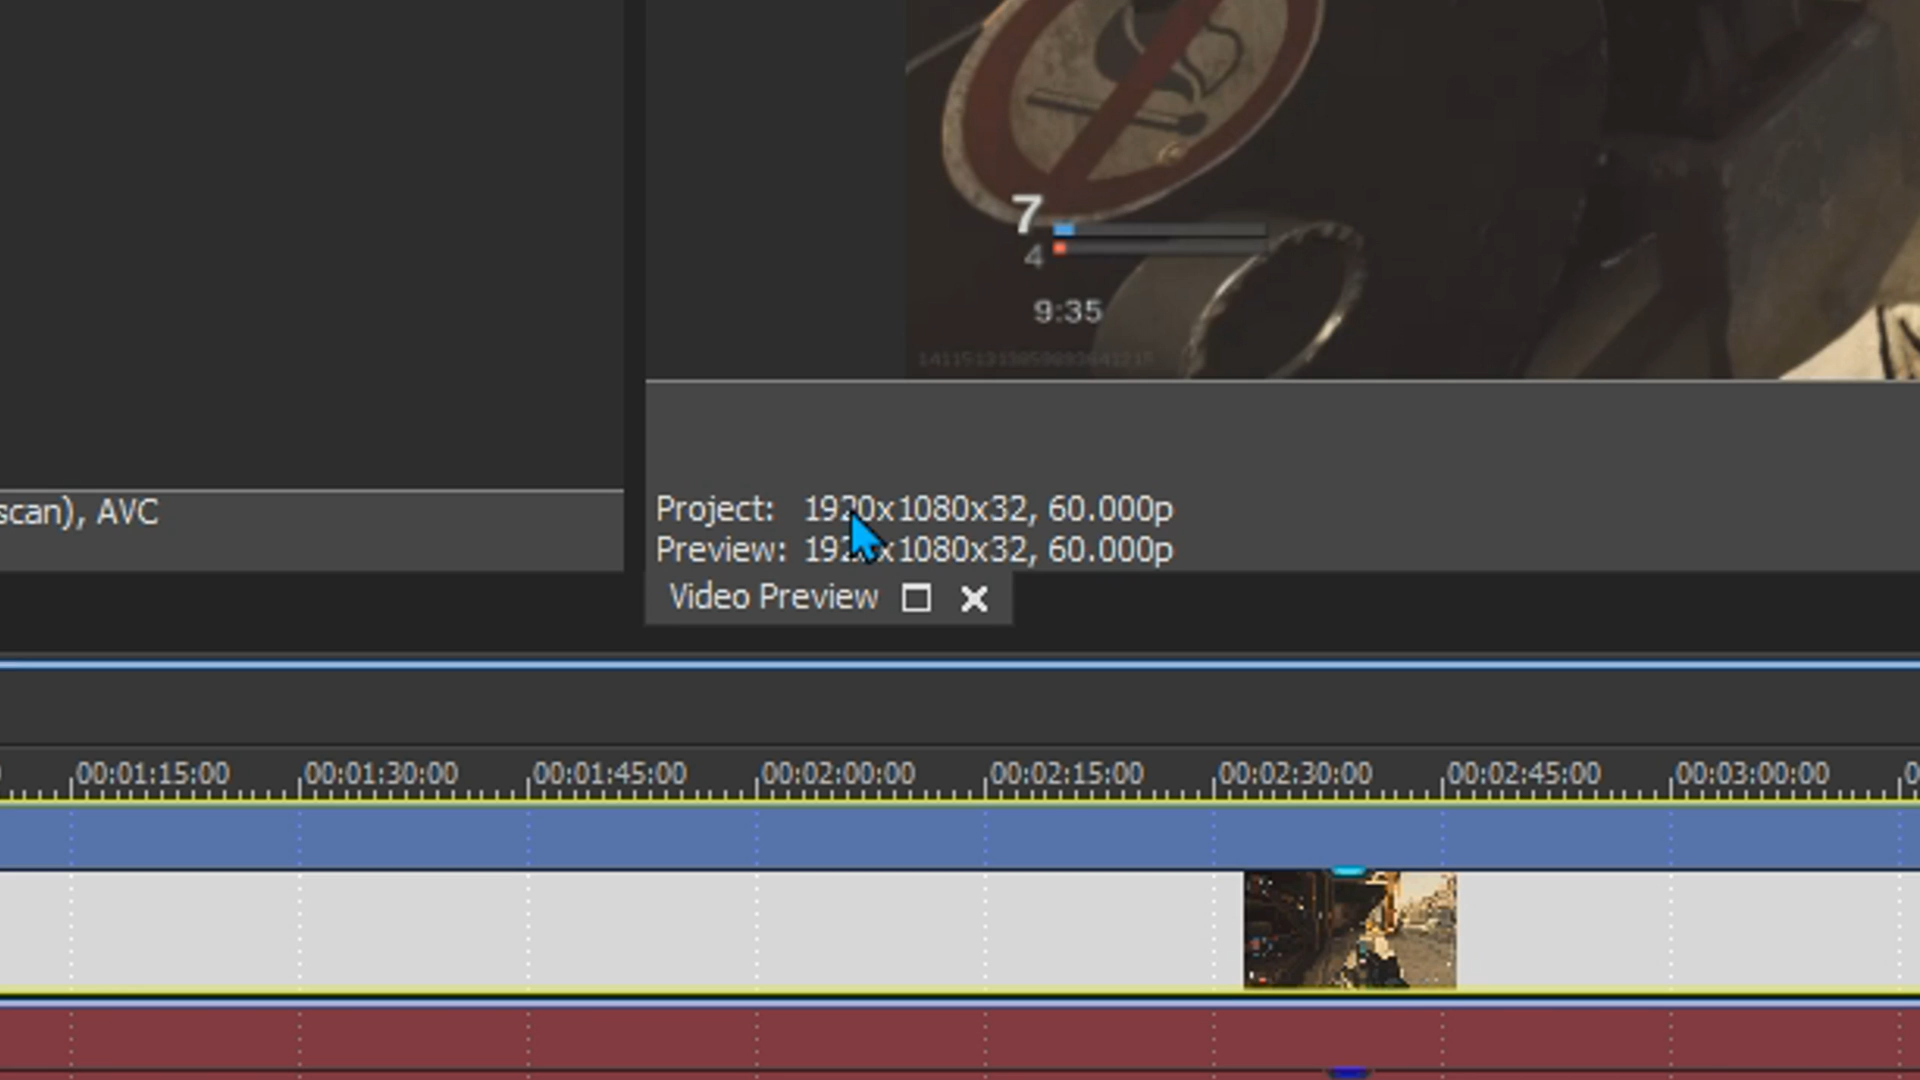 7
4
9:35
scan), AVC
Project: 1920x1080x32, 60.000p
Preview: 1920x1080x32, 60.000p
Video Preview
00:01:15:00 00:01:30:00 00:01:45:00 00:02:00:00 00:02:15:00 00:02:30:00 00:02:45:00 00:03:00:00